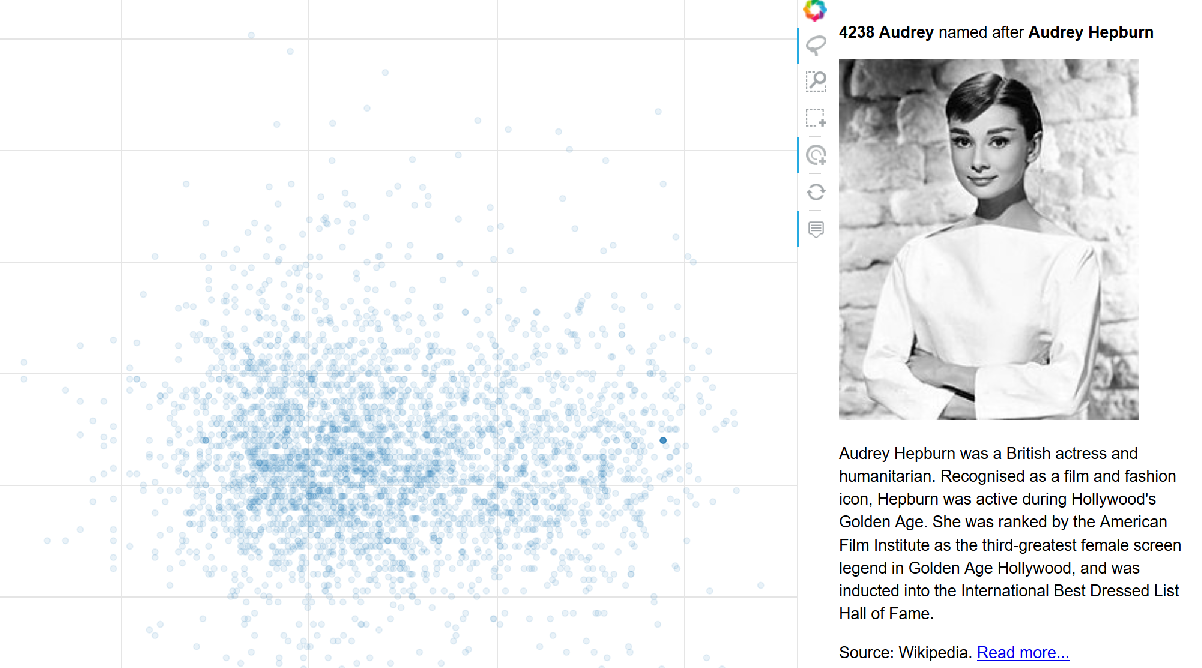 4238 Audrey named after Audrey Hepburn
Audrey Hepburn was a British actress and
humanitarian. Recognised as a film and fashion
icon, Hepburn was active during Hollywood's
Golden Age. She was ranked by the American
Film Institute as the third-greatest female screen
legend in Golden Age Hollywood, and was
inducted into the International Best Dressed List
Hall of Fame.
Source: Wikipedia. Read more...